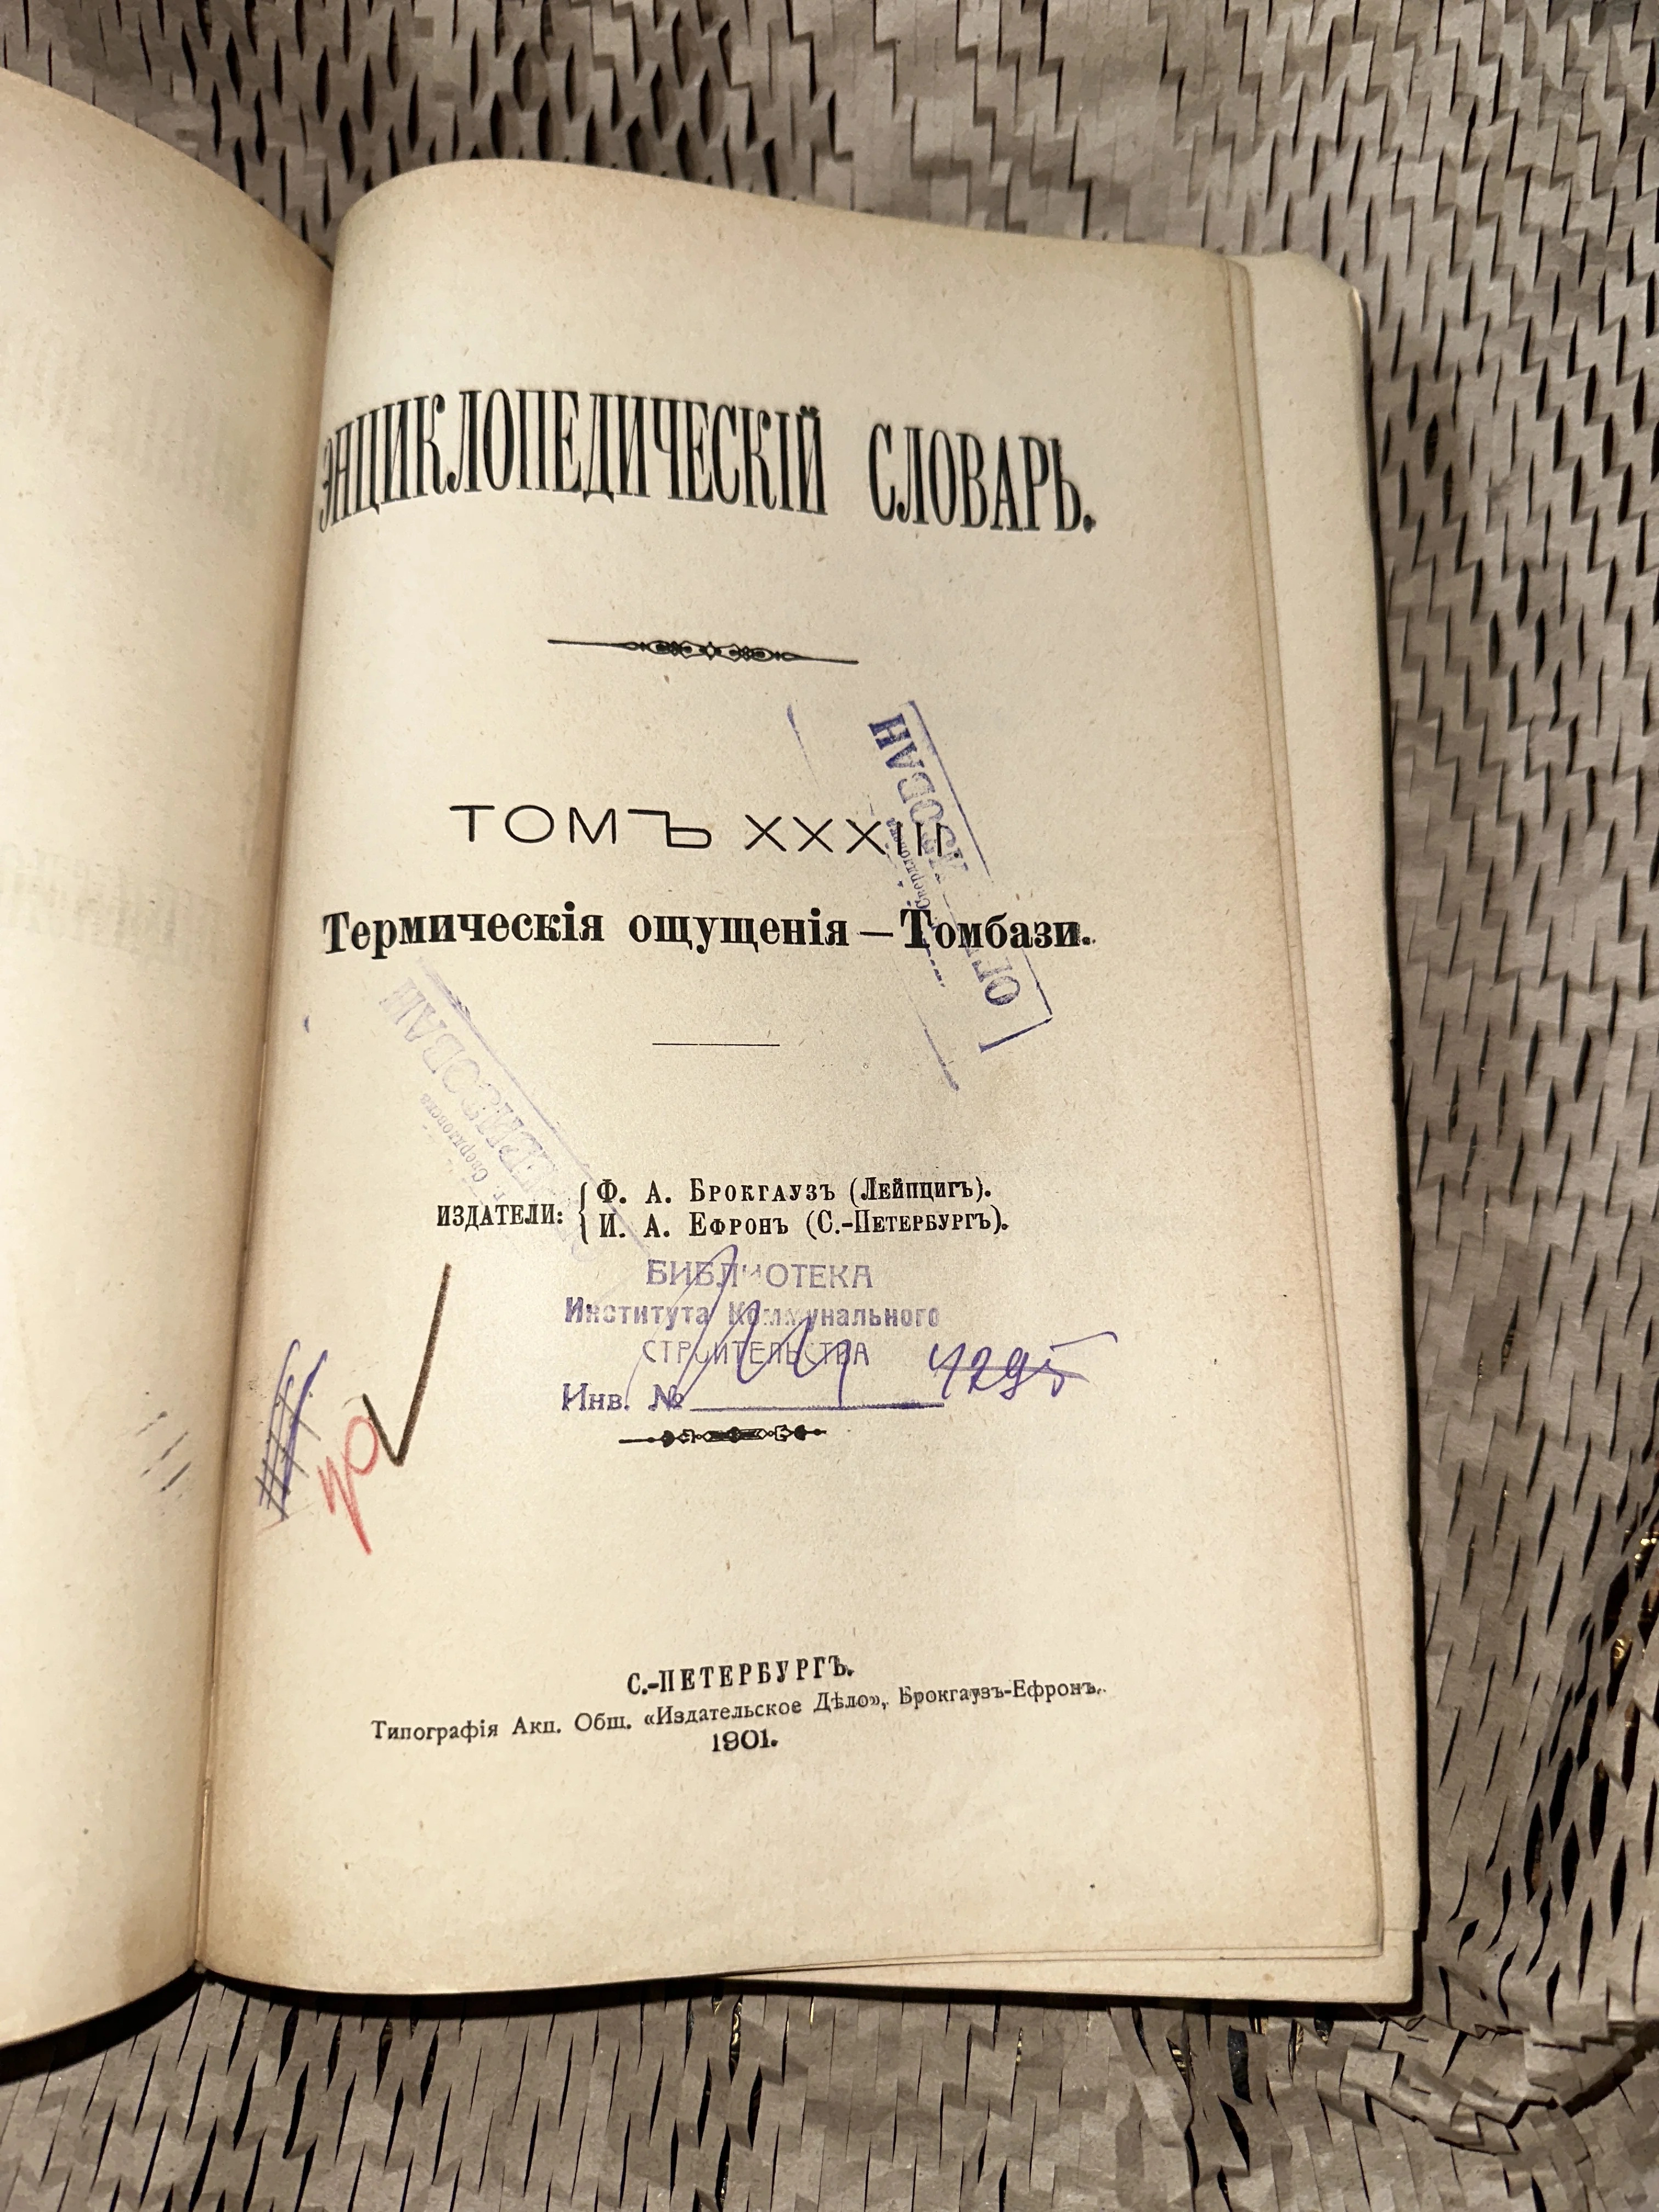 ЭНЦИКЛОПЕДИЧЕСКІЙ СЛОВАРЬ.
ТОМЪ XXXIII.
Термическія ощущенія — Томбази.
ИЗДАТЕЛИ:
Ф. А. Брокгаузъ (Лейпцигъ).
И. А. Ефронъ (С.-Петербургъ).
БИБЛИОТЕКА
Института Коммунального
СТРОИТЕЛЬСТВА
Инв. №
С.-ПЕТЕРБУРГЪ.
Типографія Акц. Общ. «Издательское Дѣло», Брокгаузъ-Ефронъ.
1901.